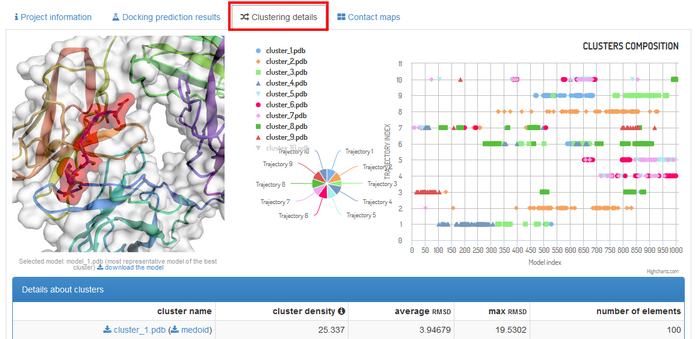 Project information
Docking prediction results
Clustering details
Contact maps
CLUSTERS COMPOSITION
cluster_1.pdb
cluster_2.pdb
cluster_3.pdb
cluster_4.pdb
cluster_5.pdb
cluster_6.pdb
cluster_7.pdb
cluster_8.pdb
cluster_9.pdb
Trajectory 1
Trajectory 2
Trajectory 3
Trajectory 4
Trajectory 5
Trajectory 6
Trajectory 7
Trajectory 8
Trajectory 9
TRAJECTORY INDEX
11
10
9
8
7
6
5
4
3
2
1
0
0 50 100 150 200 250 300 350 400 450 500 550 600 650 700 750 800 850 900 950 1000
Model index
Highcharts.com
Selected model: model_1.pdb (most representative model of the best
cluster) download the model
Details about clusters
cluster name cluster density average RMSD max RMSD number of elements
cluster_1.pdb (medoid) 25.337 3.94679 19.5302 100